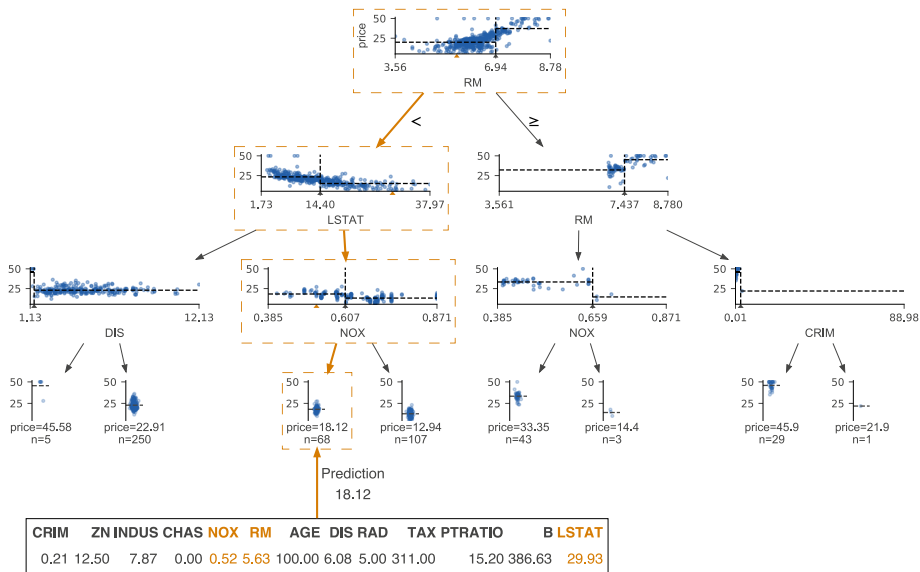 price
50
25
3.56 6.94 8.78
RM
< ≥
50
25
1.73 14.40 37.97
LSTAT
50
25
3.561 7.437 8.780
RM
50
25
1.13 12.13
DIS
50
25
0.385 0.607 0.871
NOX
50
25
0.385 0.659 0.871
NOX
50
25
0.01 88.98
CRIM
50
25
price=45.58
n=5
50
25
price=22.91
n=250
50
25
price=18.12
n=68
50
25
price=12.94
n=107
50
25
price=33.35
n=43
50
25
price=14.4
n=3
50
25
price=45.9
n=29
50
25
price=21.9
n=1
Prediction
18.12
CRIM ZN INDUS CHAS NOX RM AGE DIS RAD TAX PTRATIO B LSTAT
0.21 12.50 7.87 0.00 0.52 5.63 100.00 6.08 5.00 311.00 15.20 386.63 29.93